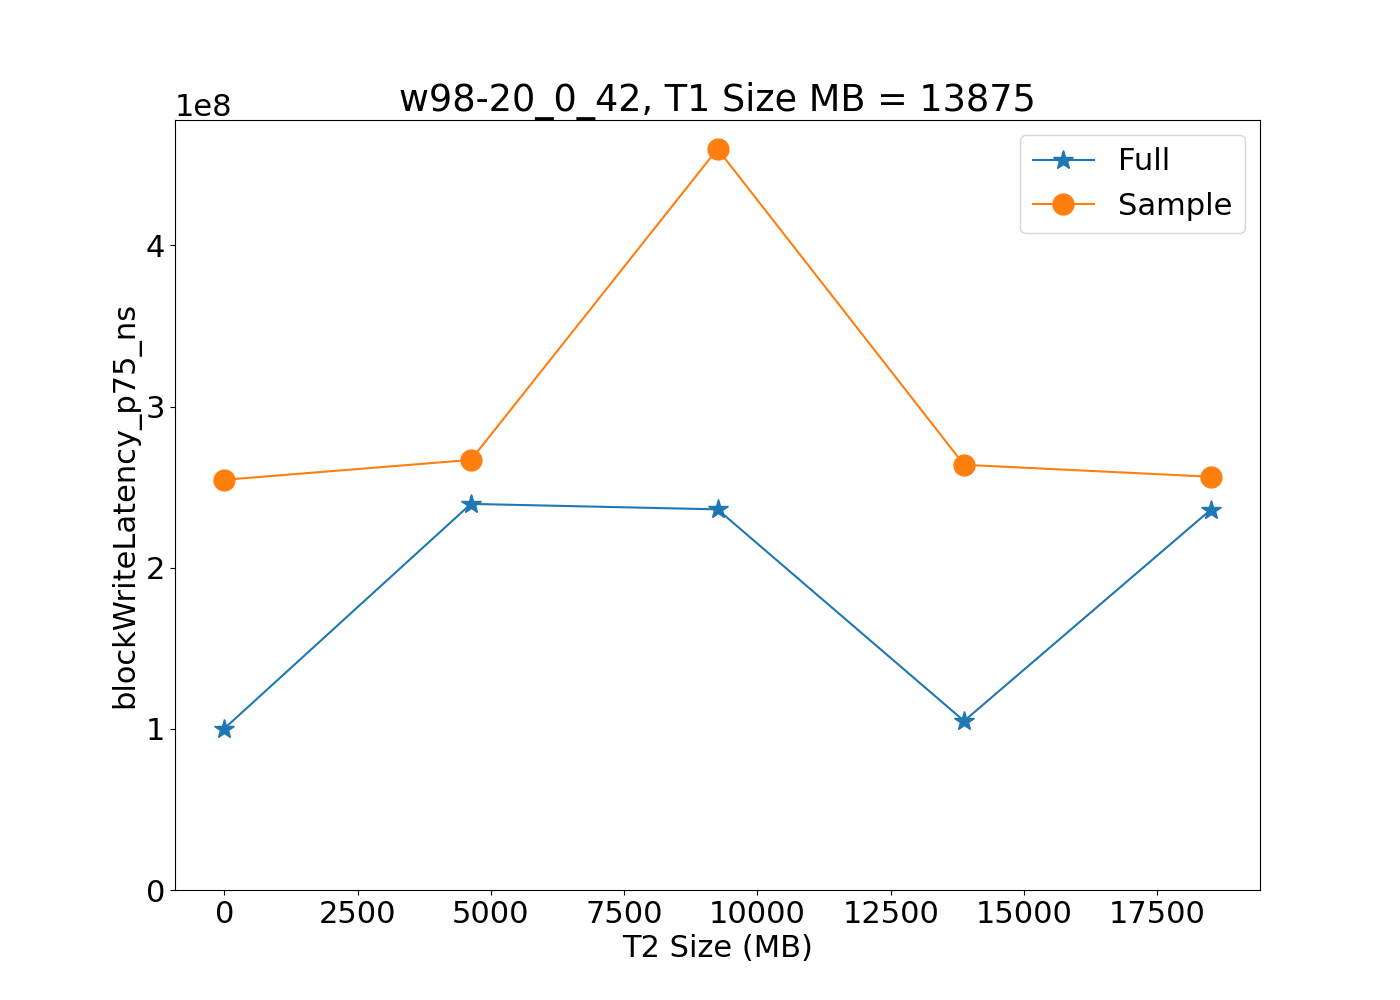 w98-20_0_42, T1 Size MB = 13875
1e8
Full
Sample
4
3
2
1
0
blockWriteLatency_p75_ns
0 2500 5000 7500 10000 12500 15000 17500
T2 Size (MB)